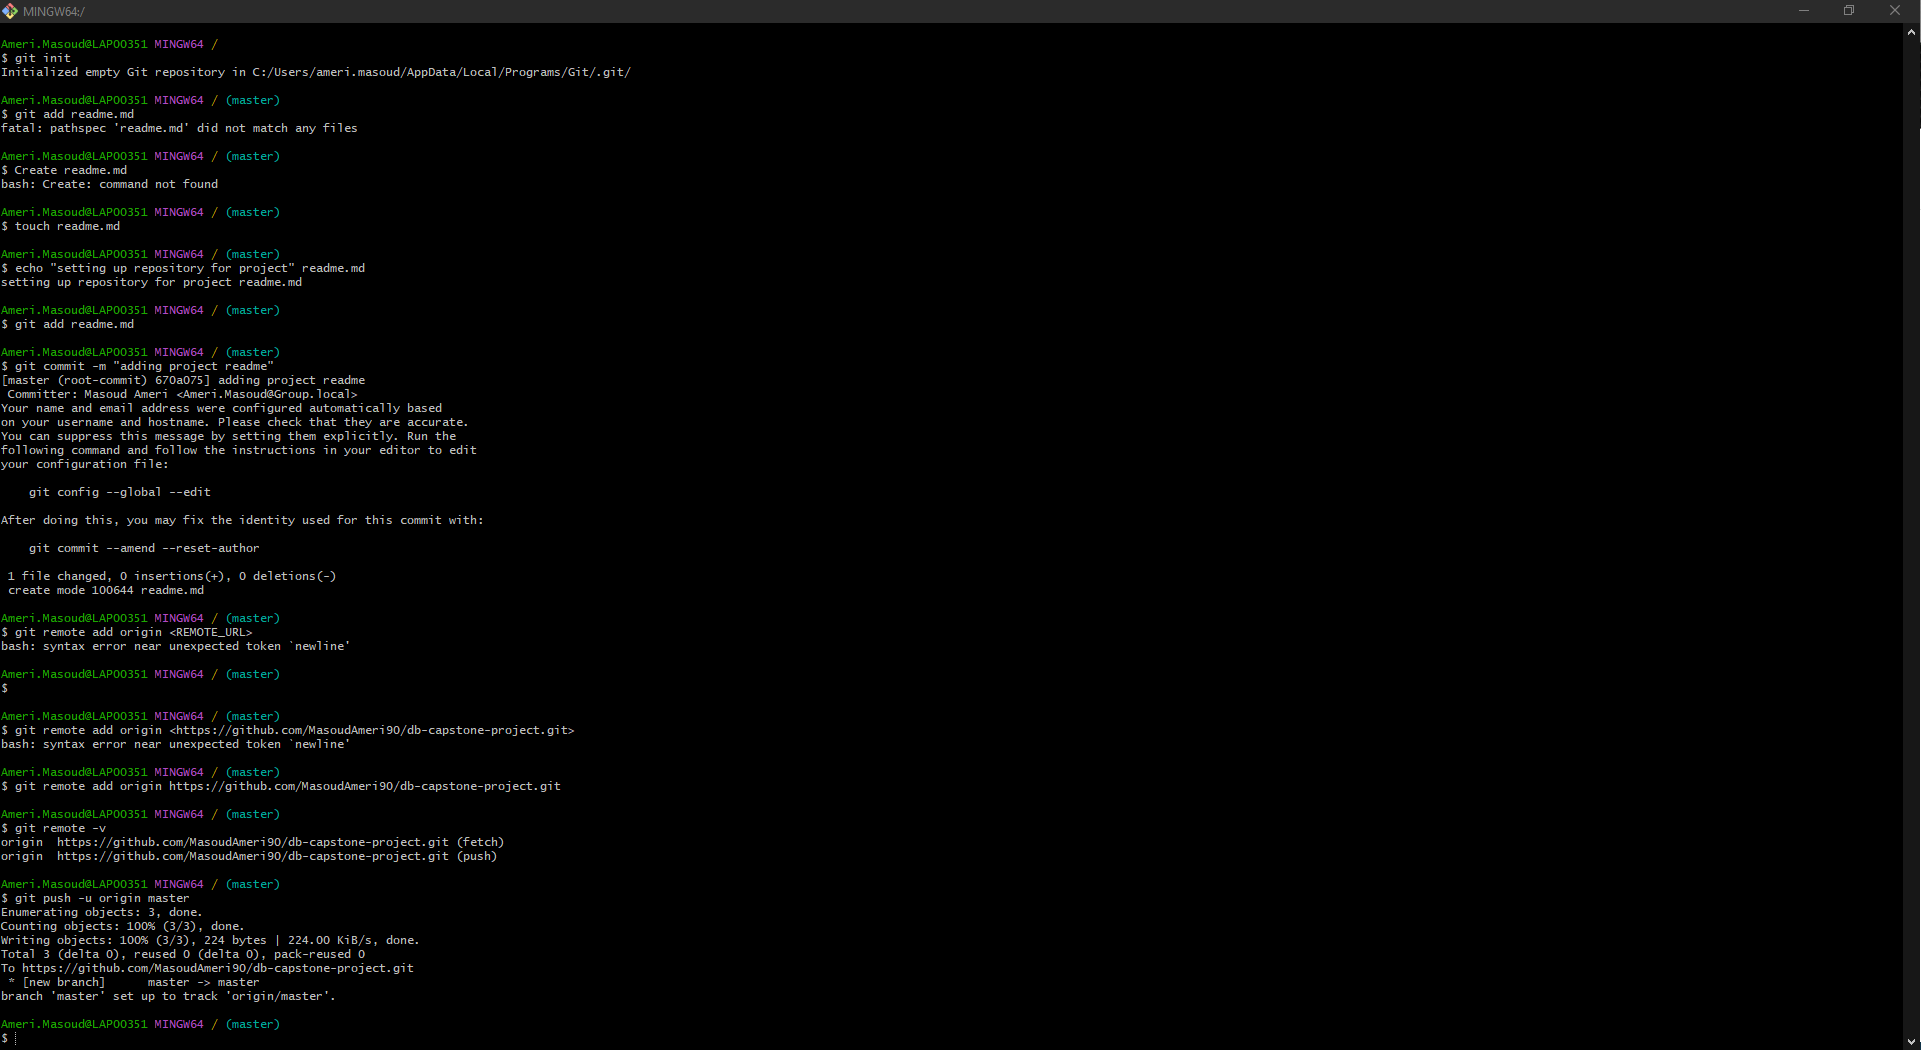 MINGW64:/
Ameri.Masoud@LAP00351 MINGW64 /
$ git init
Initialized empty Git repository in C:/Users/ameri.masoud/AppData/Local/Programs/Git/.git/
Ameri.Masoud@LAP00351 MINGW64 / (master)
$ git add readme.md
fatal: pathspec 'readme.md' did not match any files
Ameri.Masoud@LAP00351 MINGW64 / (master)
$ Create readme.md
bash: Create: command not found
Ameri.Masoud@LAP00351 MINGW64 / (master)
$ touch readme.md
Ameri.Masoud@LAP00351 MINGW64 / (master)
$ echo "setting up repository for project" readme.md
setting up repository for project readme.md
Ameri.Masoud@LAP00351 MINGW64 / (master)
$ git add readme.md
Ameri.Masoud@LAP00351 MINGW64 / (master)
$ git commit -m "adding project readme"
[master (root-commit) 670a075] adding project readme
 Committer: Masoud Ameri <Ameri.Masoud@Group.local>
Your name and email address were configured automatically based
on your username and hostname. Please check that they are accurate.
You can suppress this message by setting them explicitly. Run the
following command and follow the instructions in your editor to edit
your configuration file:
    git config --global --edit
After doing this, you may fix the identity used for this commit with:
    git commit --amend --reset-author
 1 file changed, 0 insertions(+), 0 deletions(-)
 create mode 100644 readme.md
Ameri.Masoud@LAP00351 MINGW64 / (master)
$ git remote add origin <REMOTE_URL>
bash: syntax error near unexpected token `newline'
Ameri.Masoud@LAP00351 MINGW64 / (master)
$
Ameri.Masoud@LAP00351 MINGW64 / (master)
$ git remote add origin <https://github.com/MasoudAmeri90/db-capstone-project.git>
bash: syntax error near unexpected token `newline'
Ameri.Masoud@LAP00351 MINGW64 / (master)
$ git remote add origin https://github.com/MasoudAmeri90/db-capstone-project.git
Ameri.Masoud@LAP00351 MINGW64 / (master)
$ git remote -v
origin  https://github.com/MasoudAmeri90/db-capstone-project.git (fetch)
origin  https://github.com/MasoudAmeri90/db-capstone-project.git (push)
Ameri.Masoud@LAP00351 MINGW64 / (master)
$ git push -u origin master
Enumerating objects: 3, done.
Counting objects: 100% (3/3), done.
Writing objects: 100% (3/3), 224 bytes | 224.00 KiB/s, done.
Total 3 (delta 0), reused 0 (delta 0), pack-reused 0
To https://github.com/MasoudAmeri90/db-capstone-project.git
 * [new branch]      master -> master
branch 'master' set up to track 'origin/master'.
Ameri.Masoud@LAP00351 MINGW64 / (master)
$